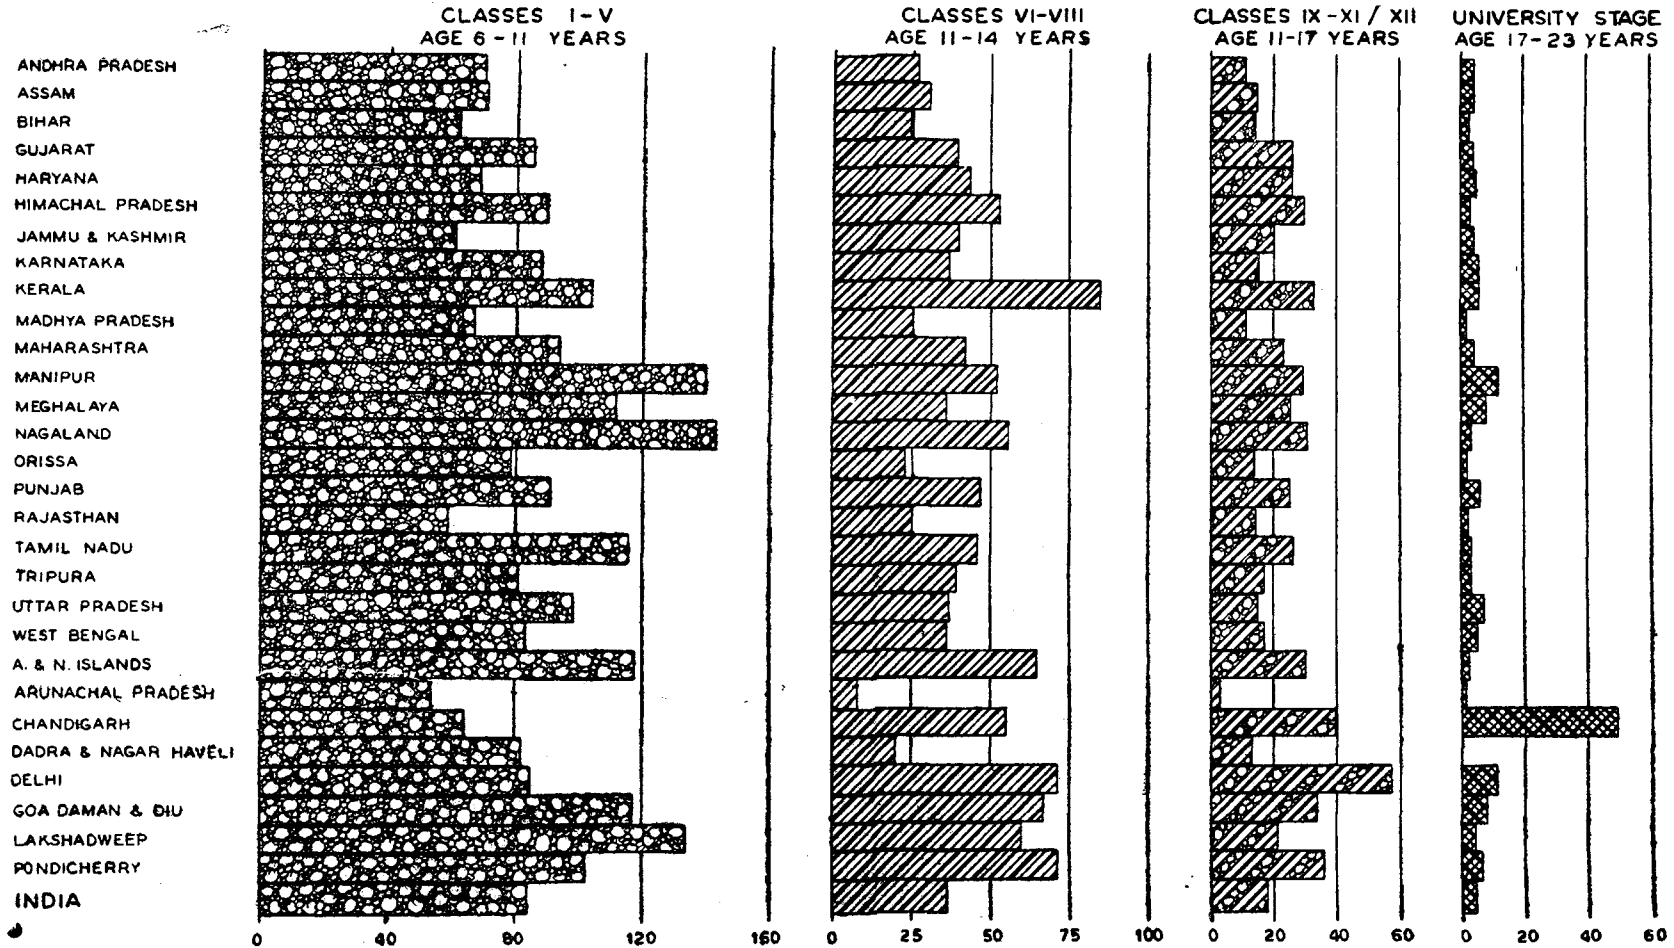 CLASSES I-V
AGE 6-11 YEARS
CLASSES VI-VIII
AGE 11-14 YEARS
CLASSES IX-XI / XII
AGE 11-17 YEARS
UNIVERSITY STAGE
AGE 17-23 YEARS
ANDHRA PRADESH
ASSAM
BIHAR
GUJARAT
HARYANA
HIMACHAL PRADESH
JAMMU & KASHMIR
KARNATAKA
KERALA
MADHYA PRADESH
MAHARASHTRA
MANIPUR
MEGHALAYA
NAGALAND
ORISSA
PUNJAB
RAJASTHAN
TAMIL NADU
TRIPURA
UTTAR PRADESH
WEST BENGAL
A. & N. ISLANDS
ARUNACHAL PRADESH
CHANDIGARH
DADRA & NAGAR HAVELI
DELHI
GOA DAMAN & DIU
LAKSHADWEEP
PONDICHERRY
INDIA
0 40 80 120 160
0 25 50 75 100
0 20 40 60
0 20 40 60